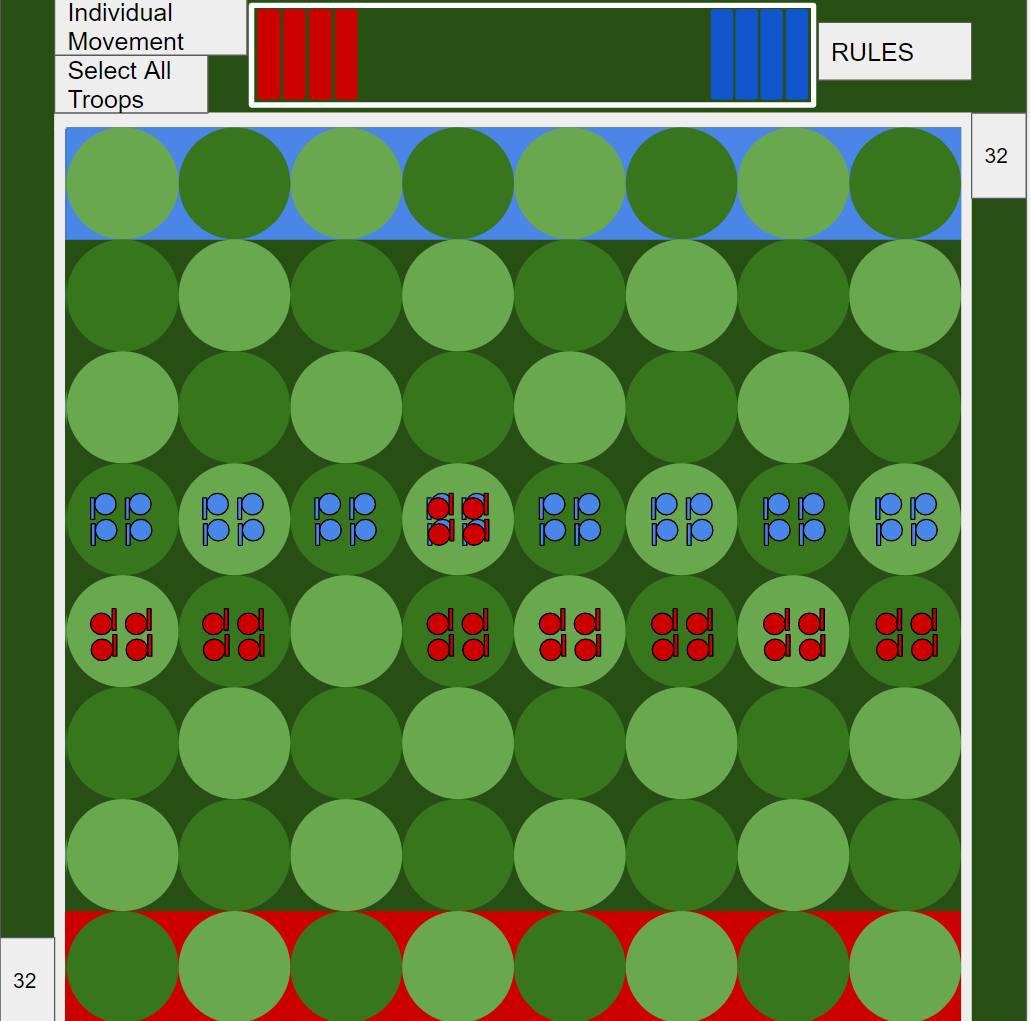 Individual
Movement
Select All
Troops
RULES
32
32